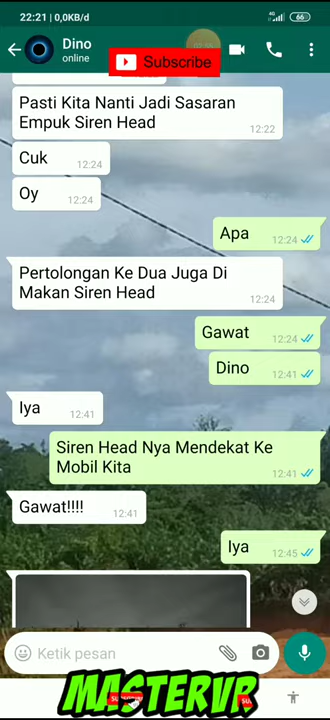 22:21 | 0,0KB/d
66
Dino
online
Subscribe
Pasti Kita Nanti Jadi Sasaran
Empuk Siren Head
12:22
Cuk
12:24
Oy
12:24
Apa
12:24
Pertolongan Ke Dua Juga Di
Makan Siren Head
12:24
Gawat
12:24
Dino
12:41
Iya
12:41
Siren Head Nya Mendekat Ke
Mobil Kita
12:41
Gawat!!!!
12:41
Iya
12:45
Ketik pesan
MASTERVR